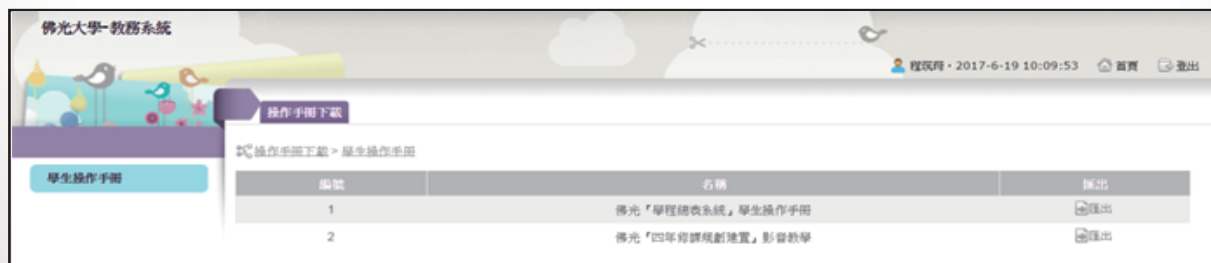 佛光大學-教務系統
2017-6-19 10:09:53 首頁 登出
操作手冊下載
操作手冊下載 > 學生操作手冊
學生操作手冊
編號 名稱 匯出
1 佛光「學程總表系統」學生操作手冊 匯出
2 佛光「四年修課規劃建置」影音教學 匯出